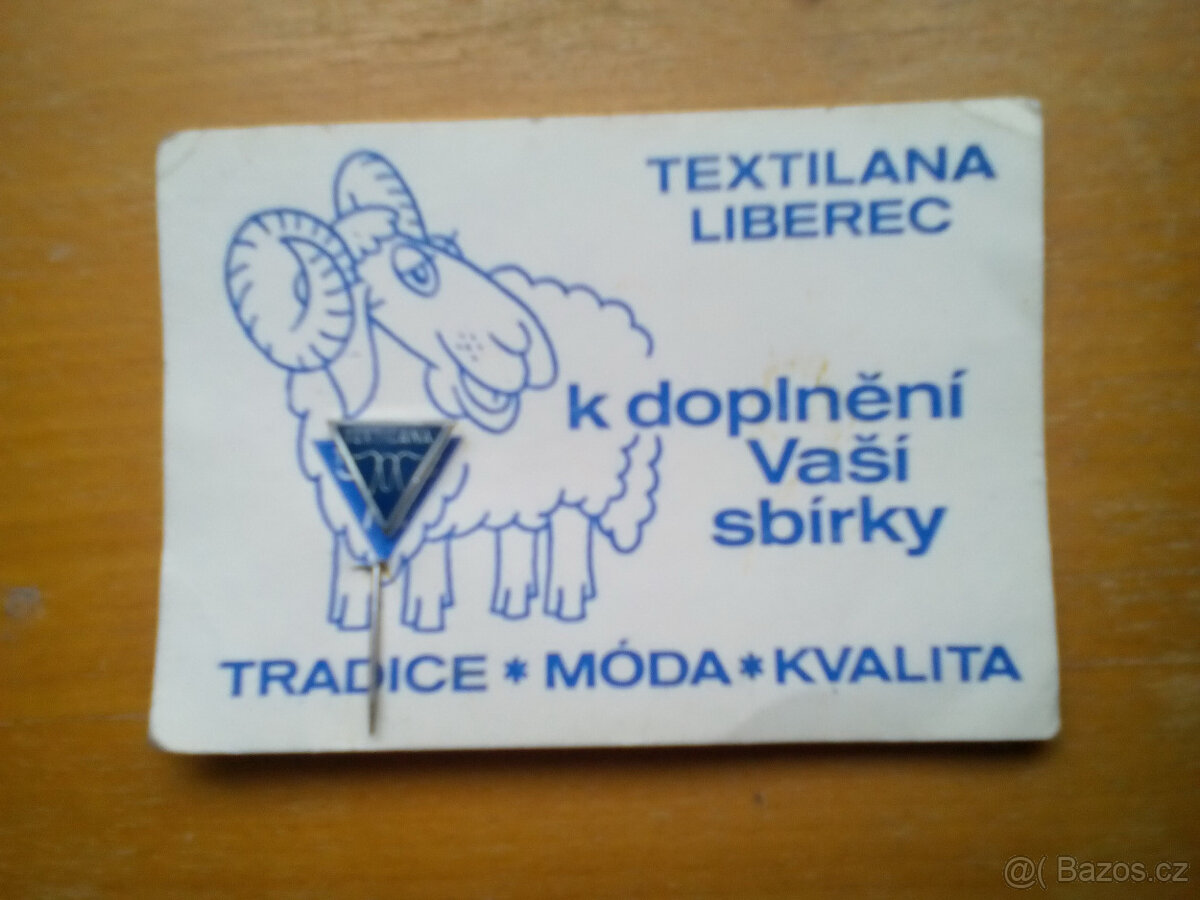 TEXTILANA
LIBEREC
k doplnění
Vaší
sbírky
TEXTILANA
TRADICE * MÓDA * KVALITA
@( Bazos.cz